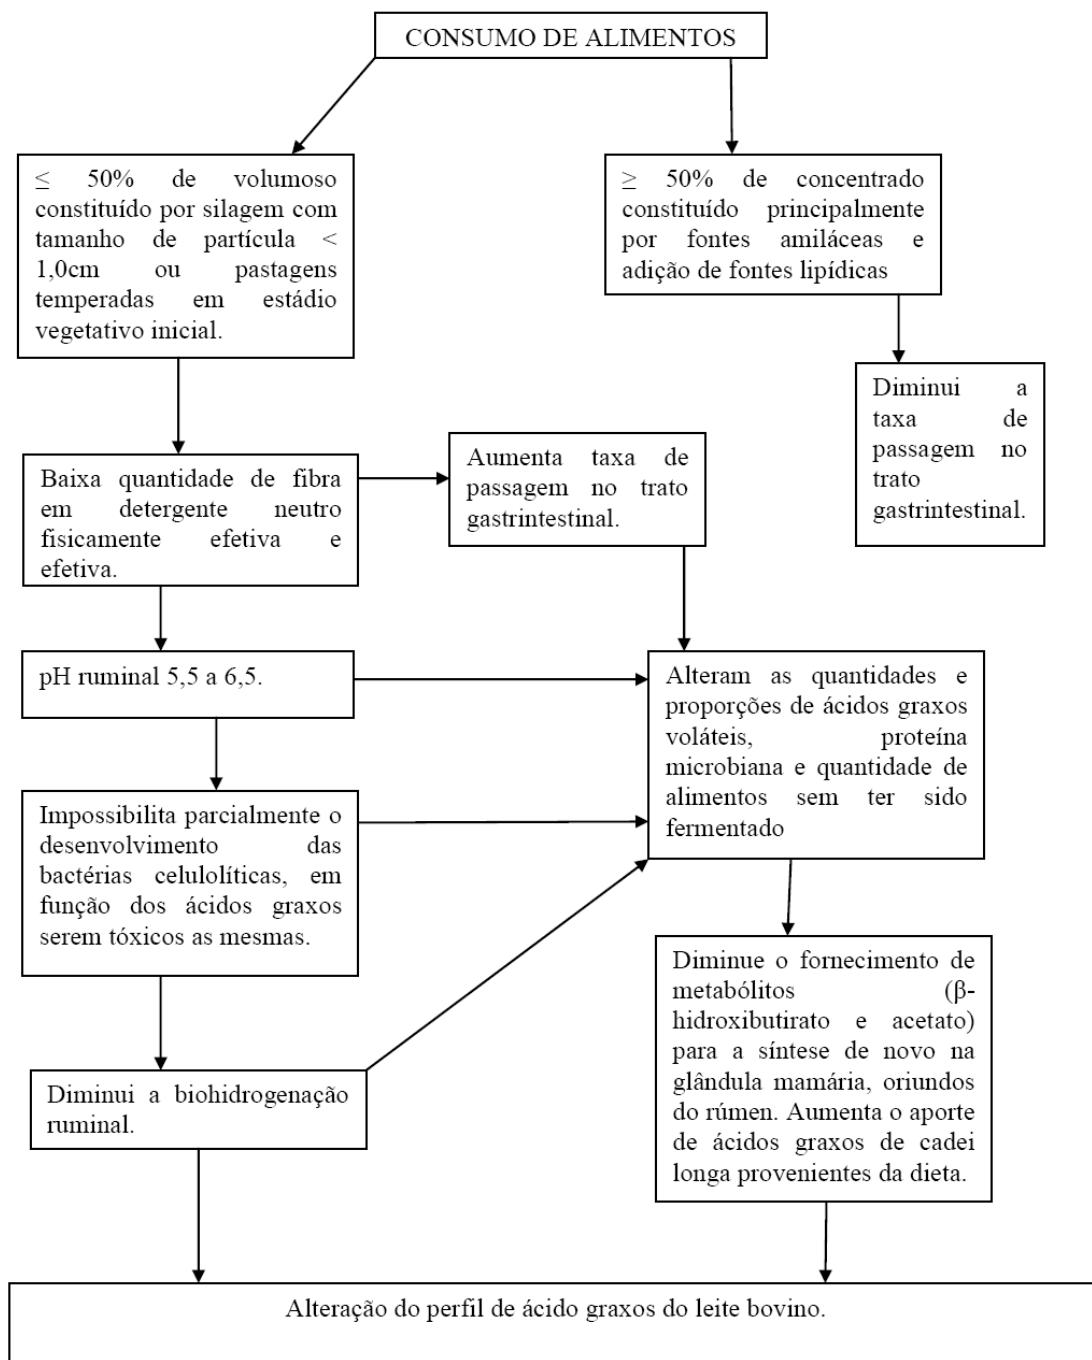 CONSUMO DE ALIMENTOS
≤ 50% de volumoso
constituído por silagem com
tamanho de partícula <
1,0cm ou pastagens
temperadas em estádio
vegetativo inicial.
≥ 50% de concentrado
constituído principalmente
por fontes amiláceas e
adição de fontes lipídicas
Diminui a
taxa de
passagem no
trato
gastrintestinal.
Aumenta taxa de
passagem no trato
gastrintestinal.
Baixa quantidade de fibra
em detergente neutro
fisicamente efetiva e
efetiva.
pH ruminal 5,5 a 6,5.
Alteram as quantidades e
proporções de ácidos graxos
voláteis, proteína
microbiana e quantidade de
alimentos sem ter sido
fermentado
Impossibilita parcialmente o
desenvolvimento das
bactérias celulolíticas, em
função dos ácidos graxos
serem tóxicos as mesmas.
Diminue o fornecimento de
metabólitos (β-
hidroxibutirato e acetato)
para a síntese de novo na
glândula mamária, oriundos
do rúmen. Aumenta o aporte
de ácidos graxos de cadei
longa provenientes da dieta.
Diminui a biohidrogenação
ruminal.
Alteração do perfil de ácido graxos do leite bovino.